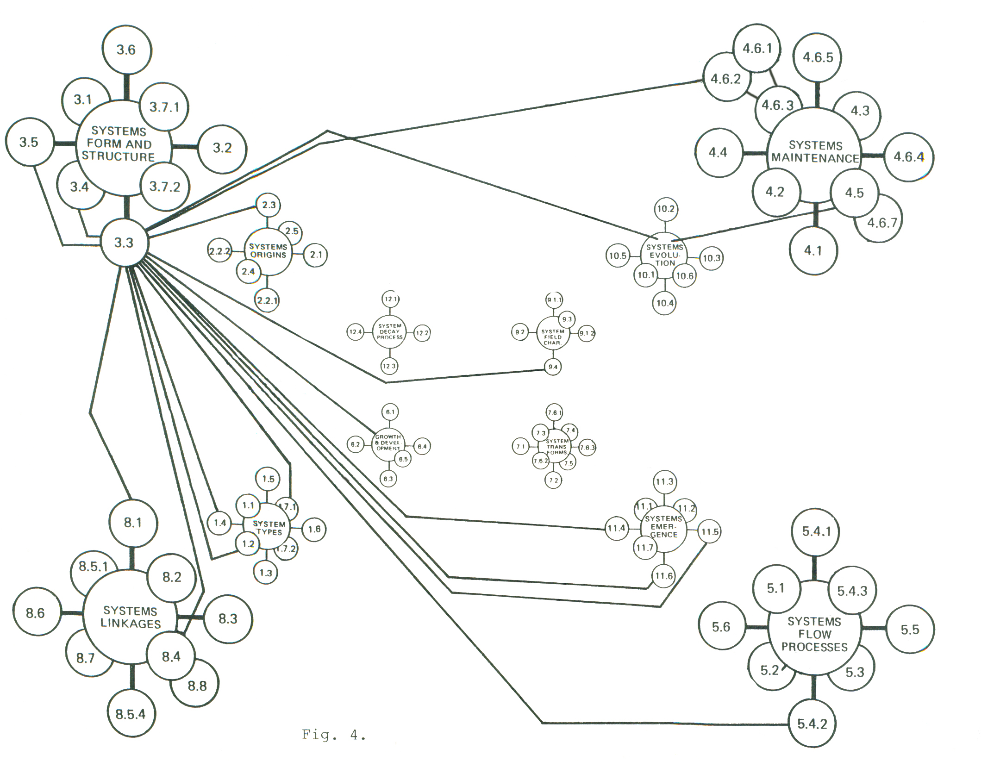 3.6
3.1
3.7.1
3.5
SYSTEMS
FORM AND
STRUCTURE
3.2
3.4
3.7.2
3.3
4.6.1
4.6.5
4.6.2
4.6.3
4.3
4.4
SYSTEMS
MAINTENANCE
4.6.4
4.2
4.5
4.6.7
4.1
2.3
2.5
2.2.2
SYSTEMS
ORIGINS
2.1
2.4
2.2.1
10.2
10.5
SYSTEMS
EVOLU-
TION
10.3
10.1
10.6
10.4
12.1
12.4
SYSTEM
DECAY
PROCESS
12.2
12.3
9.1.1
9.3
9.2
SYSTEM
FIELD
CHAR.
9.1.2
9.4
6.1
6.2
GROWTH
& DEVEL-
OPMENT
6.4
6.5
6.3
7.6.1
7.3
7.4
7.1
SYSTEM
TRANS
FORMS
7.6.3
7.6.2
7.5
7.2
1.5
1.1
1.7.1
1.4
SYSTEM
TYPES
1.6
1.2
1.7.2
1.3
11.3
11.1
11.2
11.4
SYSTEMS
EMER-
GENCE
11.5
11.7
11.6
8.1
8.5.1
8.2
8.6
SYSTEMS
LINKAGES
8.3
8.7
8.4
8.8
8.5.4
5.4.1
5.1
5.4.3
5.6
SYSTEMS
FLOW
PROCESSES
5.5
5.2
5.3
5.4.2
Fig. 4.